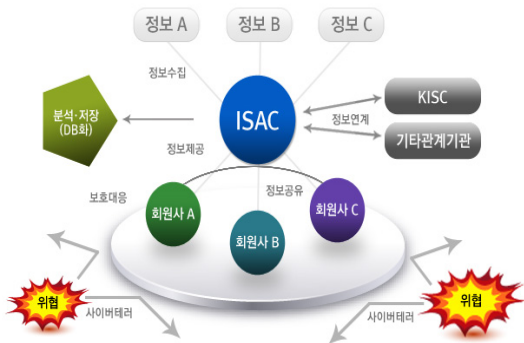 정보 A
정보 B
정보 C
정보수집
분석·저장
(DB화)
ISAC
KISC
정보연계
기타관계기관
정보제공
보호대응
정보공유
회원사 A
회원사 B
회원사 C
위협
사이버테러
위협
사이버테러